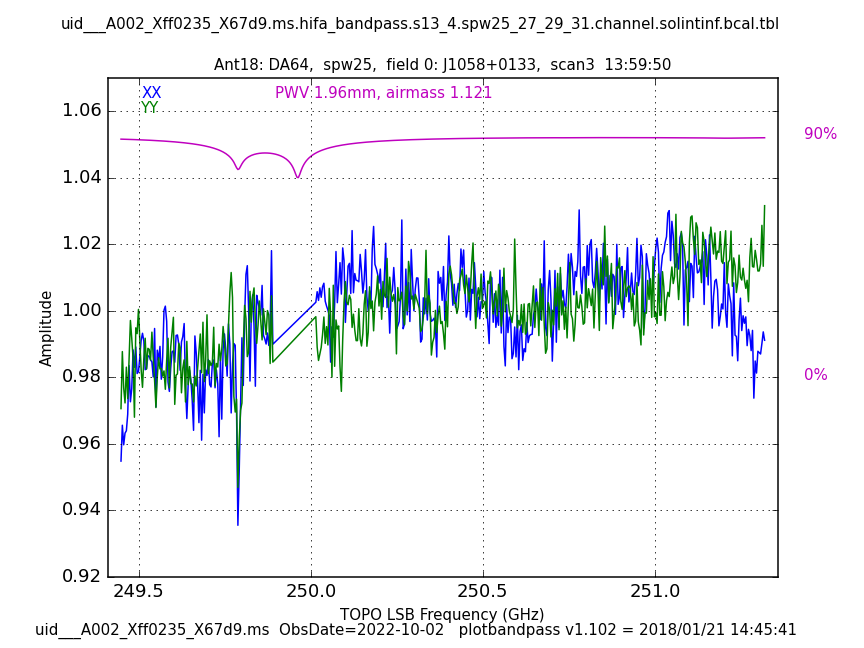 uid___A002_Xff0235_X67d9.ms.hifa_bandpass.s13_4.spw25_27_29_31.channel.solintinf.bcal.tbl
Ant18: DA64,  spw25,  field 0: J1058+0133,  scan3  13:59:50
XX
YY
PWV 1.96mm, airmass 1.121
90%
0%
1.06
1.04
1.02
1.00
0.98
0.96
0.94
0.92
Amplitude
249.5 250.0 250.5 251.0
TOPO LSB Frequency (GHz)
uid___A002_Xff0235_X67d9.ms  ObsDate=2022-10-02   plotbandpass v1.102 = 2018/01/21 14:45:41